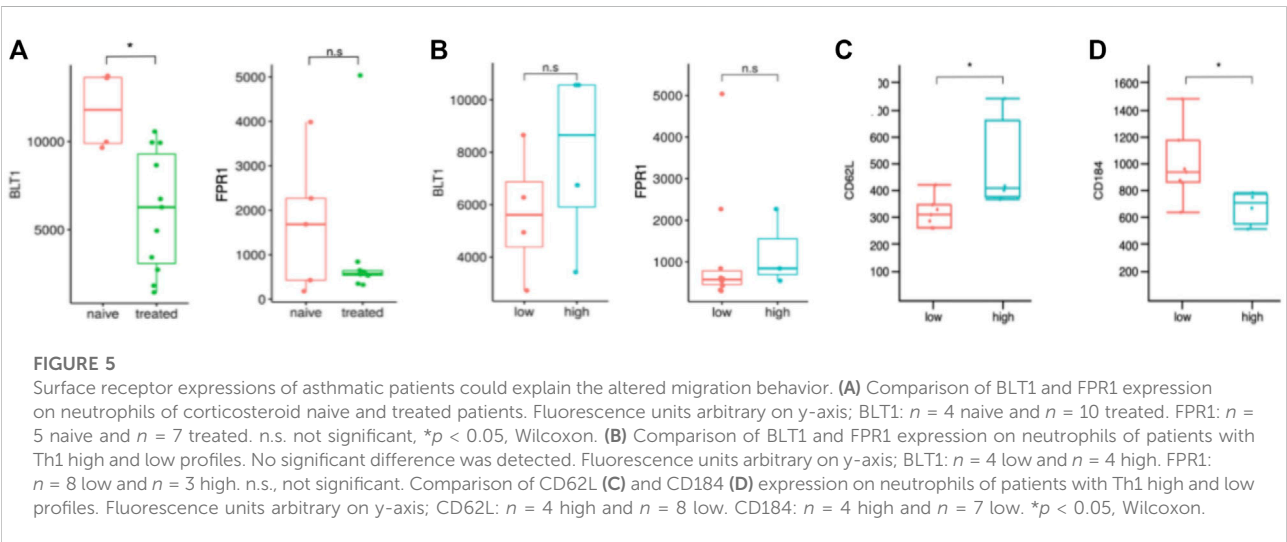 A
*
n.s
B
n.s
n.s
C
*
D
*
BLT1
10000
5000
naive treated
FPR1
5000
4000
3000
2000
1000
0
naive treated
BLT1
10000
8000
6000
4000
low high
FPR1
5000
4000
3000
2000
1000
low high
CD62L
700
600
500
400
300
200
100
low high
CD184
1600
1400
1200
1000
800
600
400
200
low high
FIGURE 5
Surface receptor expressions of asthmatic patients could explain the altered migration behavior. (A) Comparison of BLT1 and FPR1 expression
on neutrophils of corticosteroid naive and treated patients. Fluorescence units arbitrary on y-axis; BLT1: n = 4 naive and n = 10 treated. FPR1: n =
5 naive and n = 7 treated. n.s. not significant, *p < 0.05, Wilcoxon. (B) Comparison of BLT1 and FPR1 expression on neutrophils of patients with
Th1 high and low profiles. No significant difference was detected. Fluorescence units arbitrary on y-axis; BLT1: n = 4 low and n = 4 high. FPR1:
n = 8 low and n = 3 high. n.s., not significant. Comparison of CD62L (C) and CD184 (D) expression on neutrophils of patients with Th1 high and low
profiles. Fluorescence units arbitrary on y-axis; CD62L: n = 4 high and n = 8 low. CD184: n = 4 high and n = 7 low. *p < 0.05, Wilcoxon.